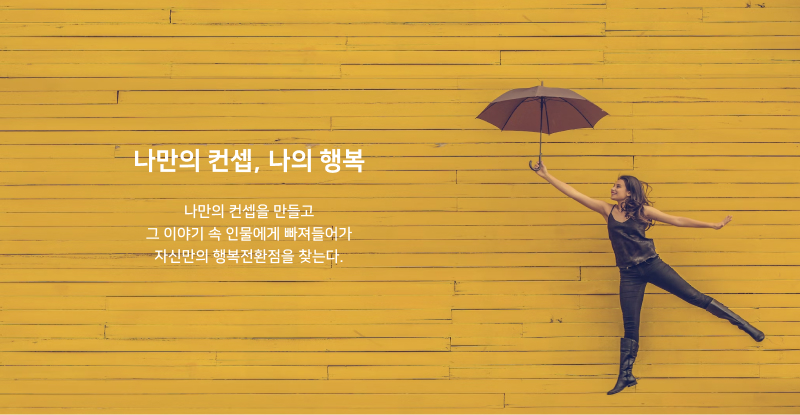 나만의 컨셉, 나의 행복
나만의 컨셉을 만들고
그 이야기 속 인물에게 빠져들어가
자신만의 행복전환점을 찾는다.